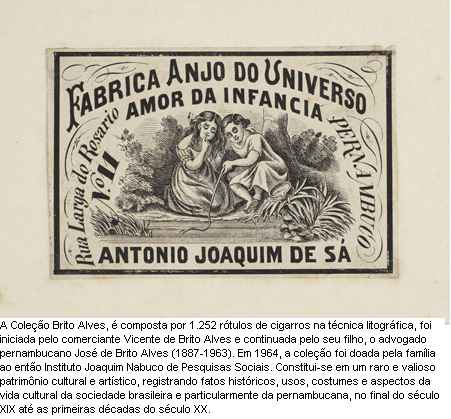 FABRICA ANJO DO UNIVERSO
AMOR DA INFANCIA
Rua Larga do Rosario
No. 11
PERNAMBUCO
ANTONIO JOAQUIM DE SÁ
A Coleção Brito Alves, é composta por 1.252 rótulos de cigarros na técnica litográfica, foi
iniciada pelo comerciante Vicente de Brito Alves e continuada pelo seu filho, o advogado
pernambucano José de Brito Alves (1887-1963). Em 1964, a coleção foi doada pela família
ao então Instituto Joaquim Nabuco de Pesquisas Sociais. Constitui-se em um raro e valioso
patrimônio cultural e artístico, registrando fatos históricos, usos, costumes e aspectos da
vida cultural da sociedade brasileira e particularmente da pernambucana, no final do século
XIX até as primeiras décadas do século XX.